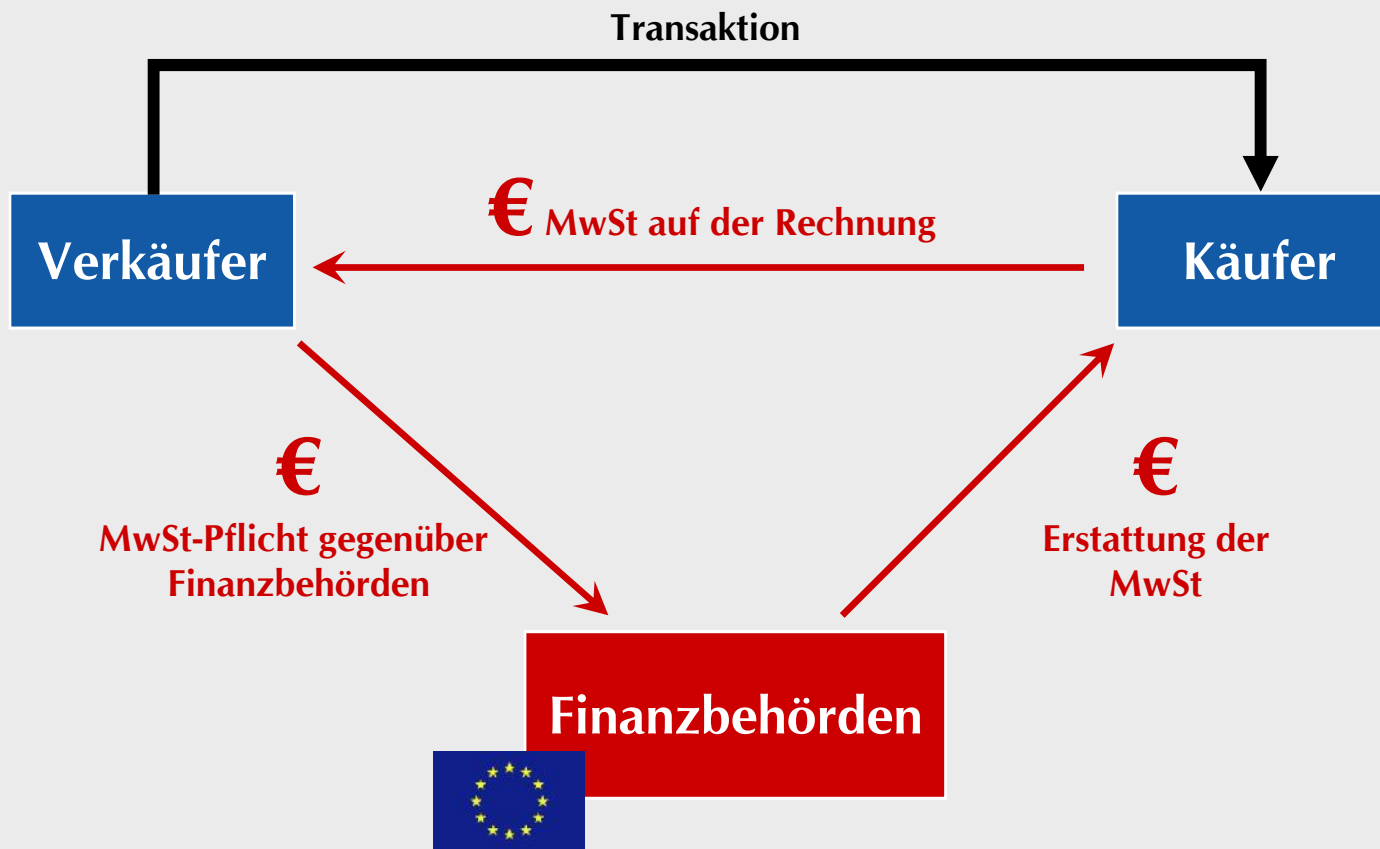 Transaktion
€ MwSt auf der Rechnung
Verkäufer
Käufer
€
MwSt-Pflicht gegenüber
Finanzbehörden
€
Erstattung der
MwSt
Finanzbehörden